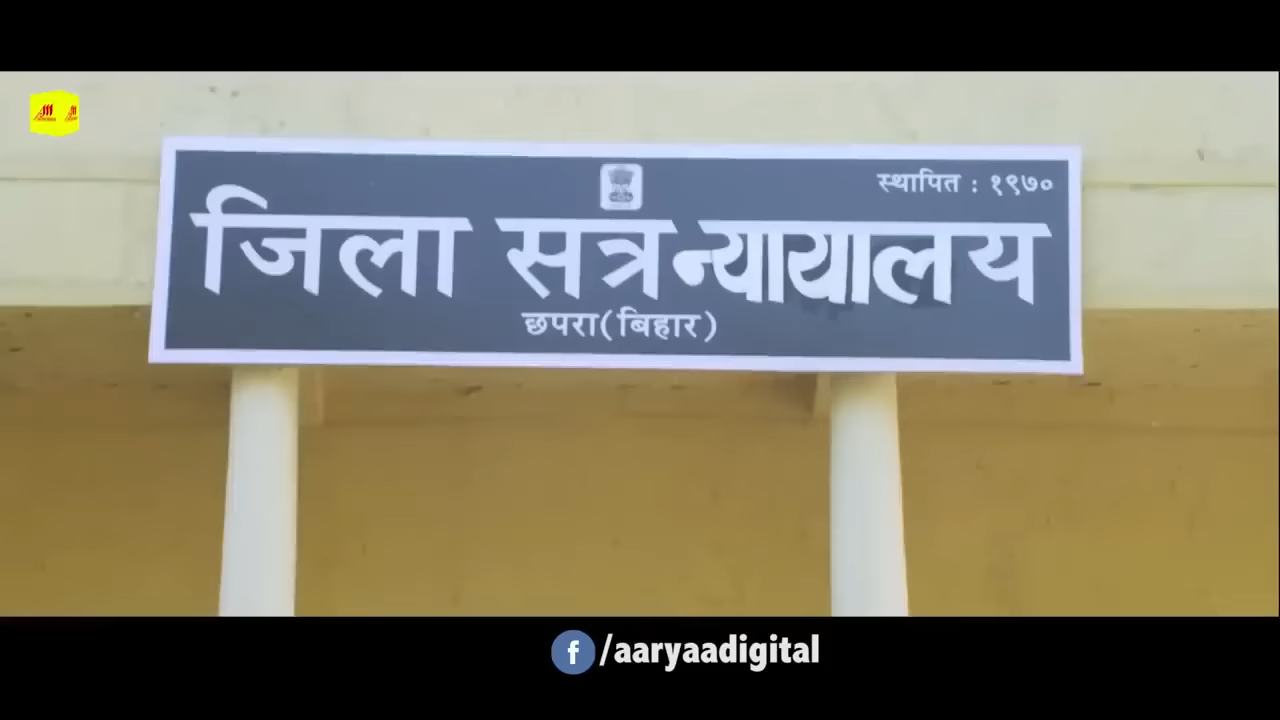 स्थापित : १९७०
जिला सत्र न्यायालय
छपरा (बिहार)
f/aaryaadigital